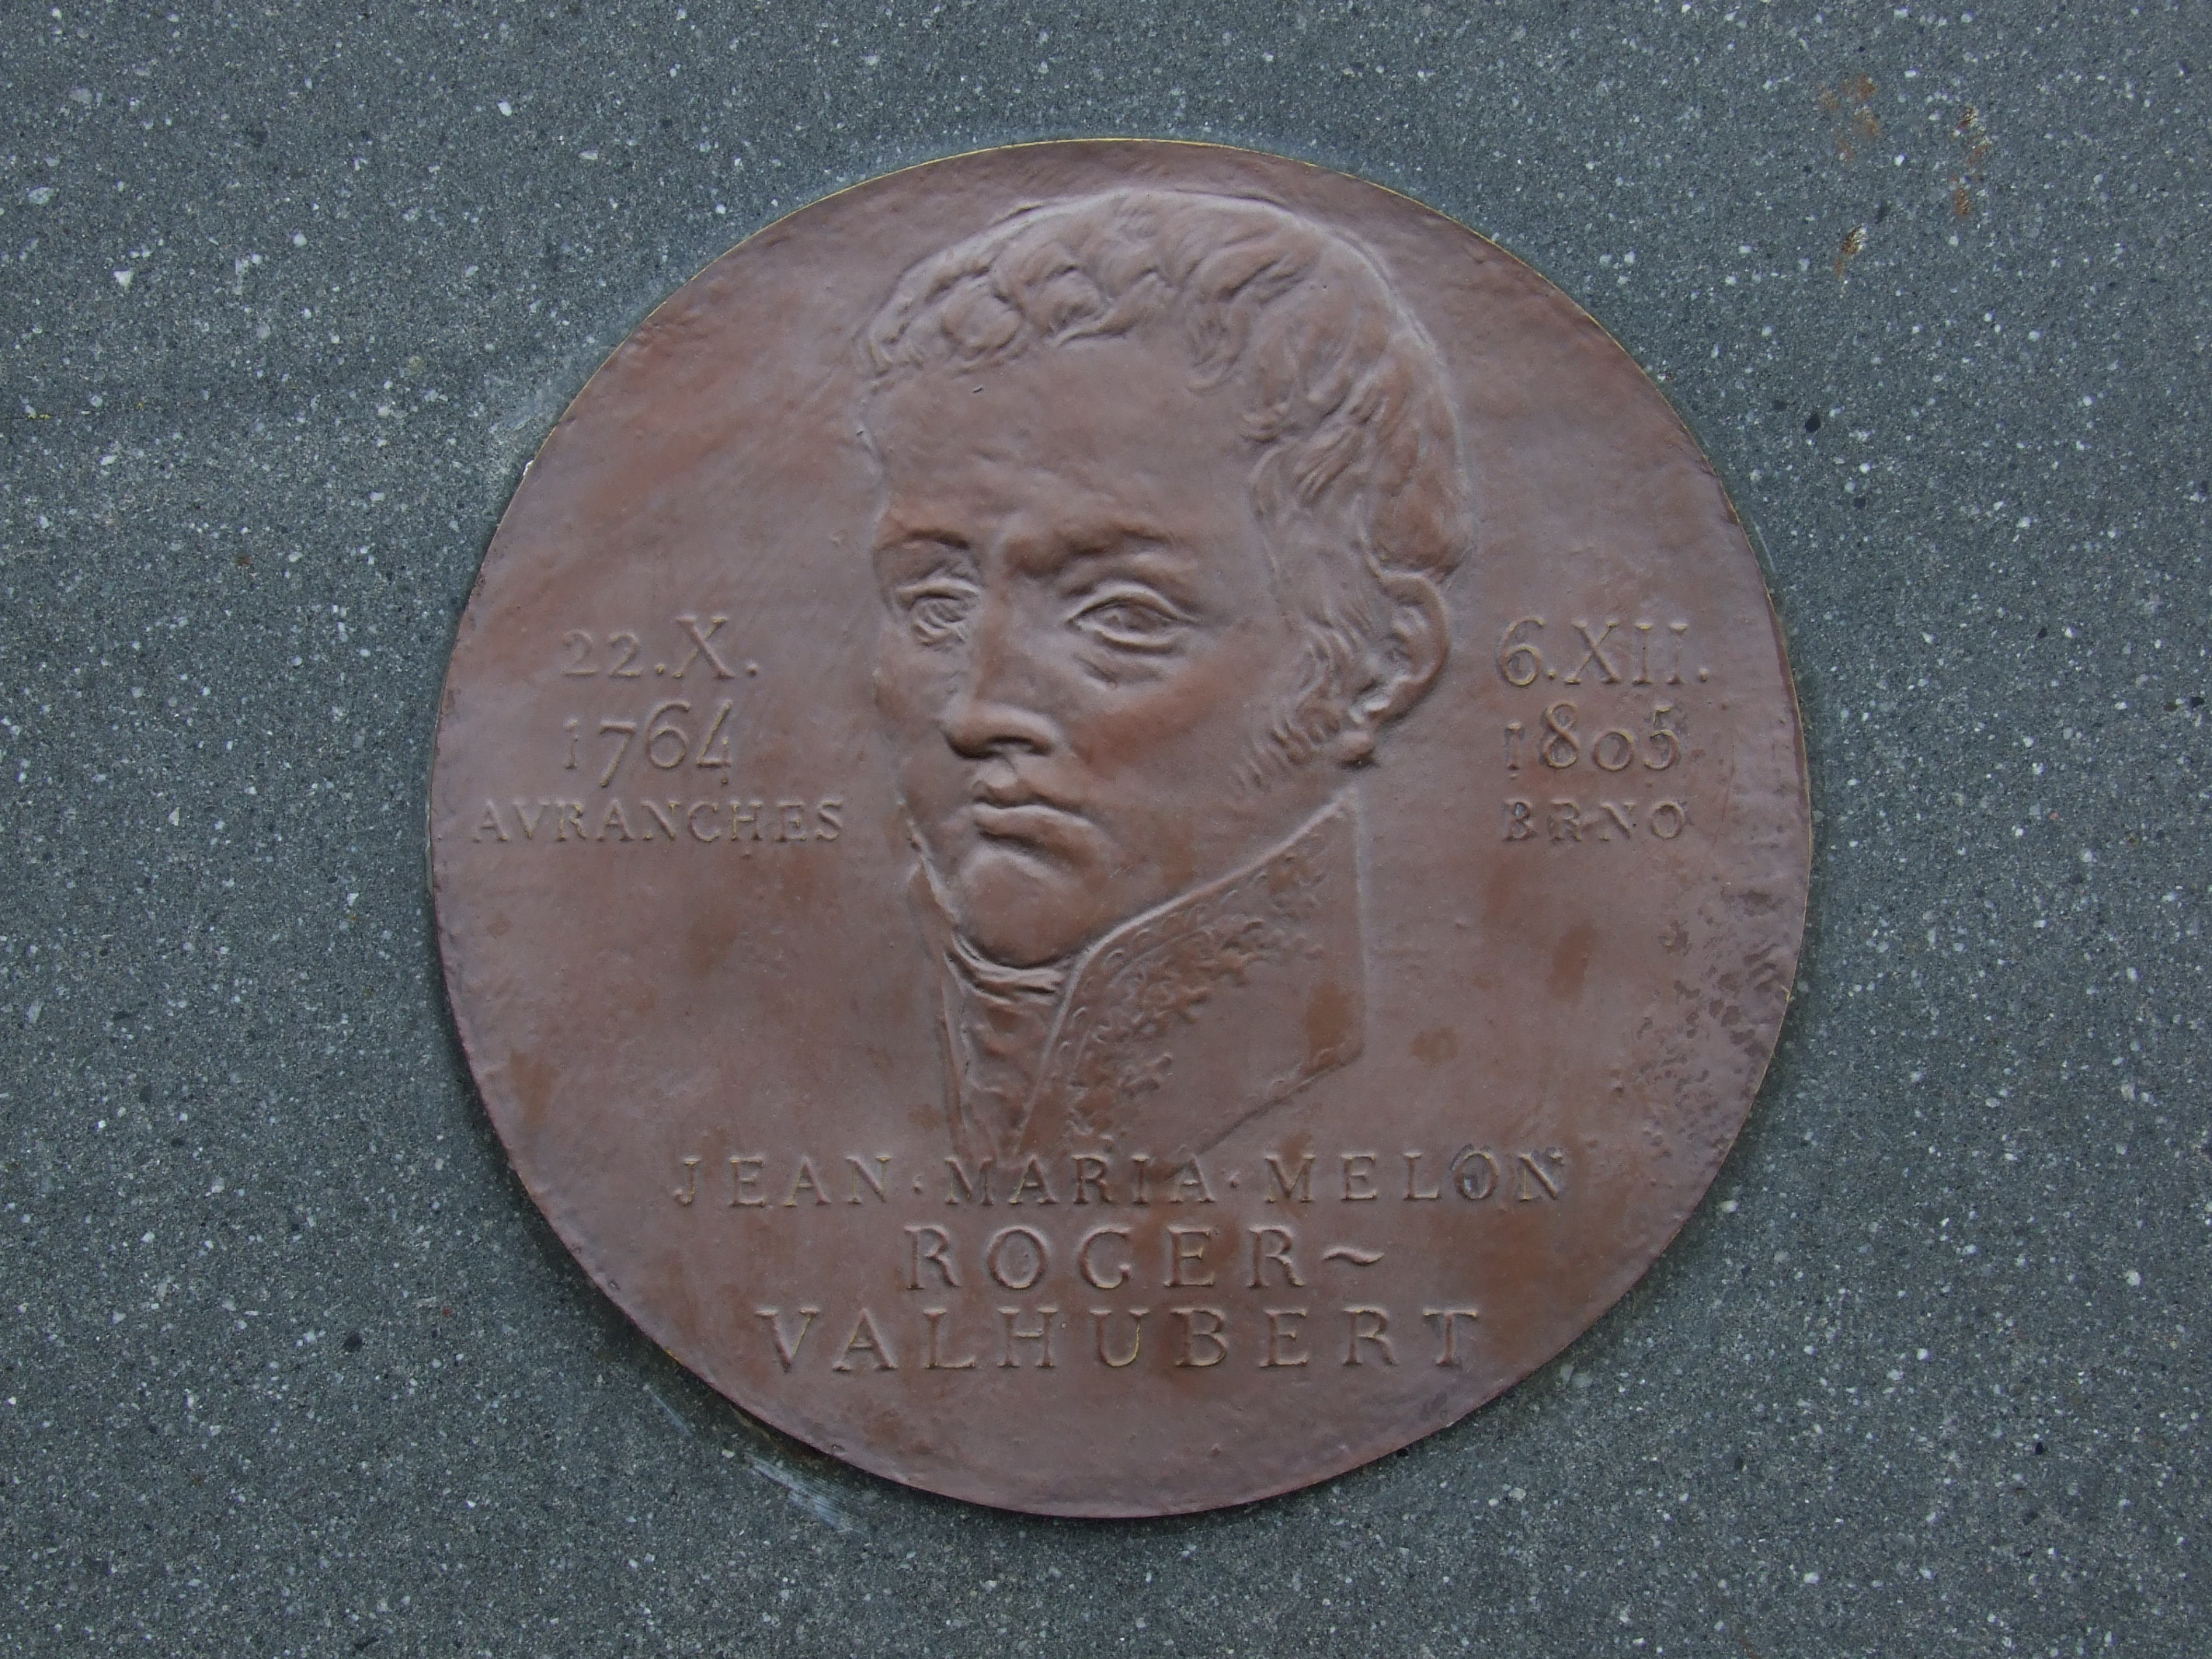 22.X.
1764
AVRANCHES
6.XII.
1805
BRNO
JEAN·MARIA·MELON
ROGER~
VALHUBERT